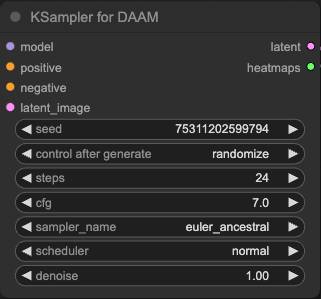 KSampler for DAAM
model latent
positive heatmaps
negative
latent_image
seed 75311202599794
control after generate randomize
steps 24
cfg 7.0
sampler_name euler_ancestral
scheduler normal
denoise 1.00